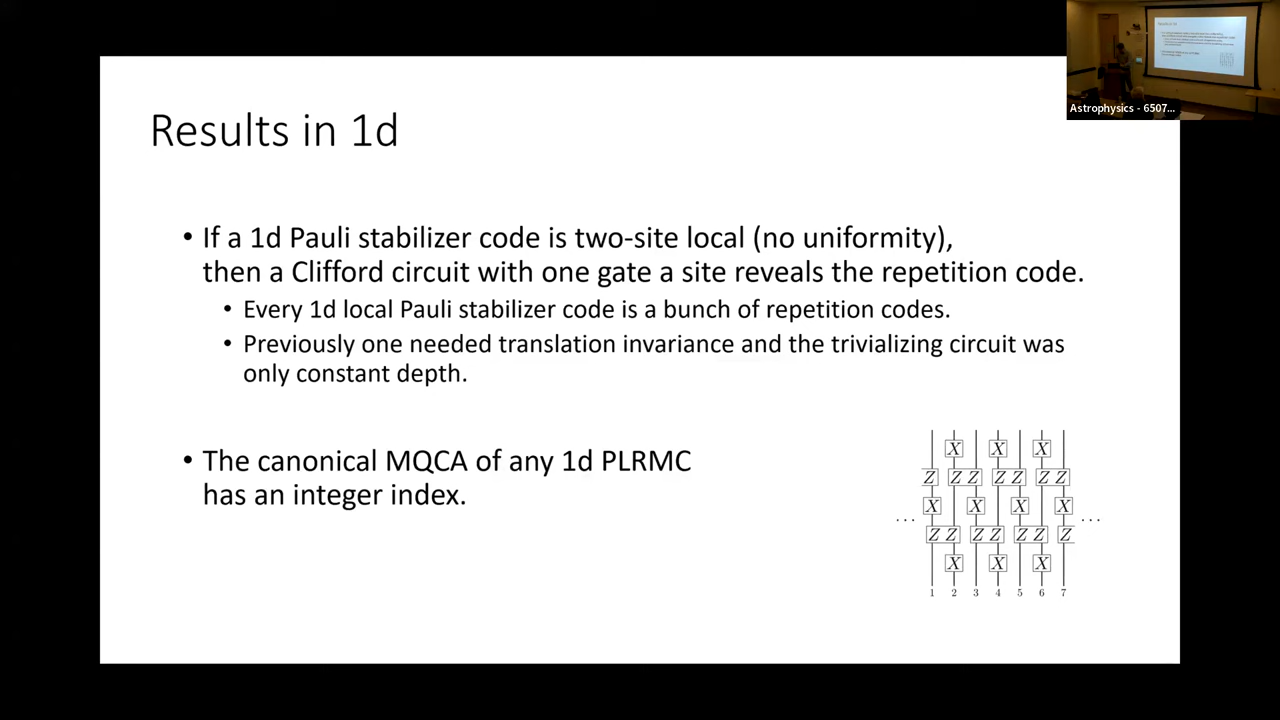 Astrophysics - 6507...
Results in 1d
• If a 1d Pauli stabilizer code is two-site local (no uniformity),
then a Clifford circuit with one gate a site reveals the repetition code.
• Every 1d local Pauli stabilizer code is a bunch of repetition codes.
• Previously one needed translation invariance and the trivializing circuit was
only constant depth.
• The canonical MQCA of any 1d PLRMC
has an integer index.
X X X
Z Z Z Z Z Z Z
X X X X
... ...
Z Z Z Z Z Z Z
X X X
1 2 3 4 5 6 7